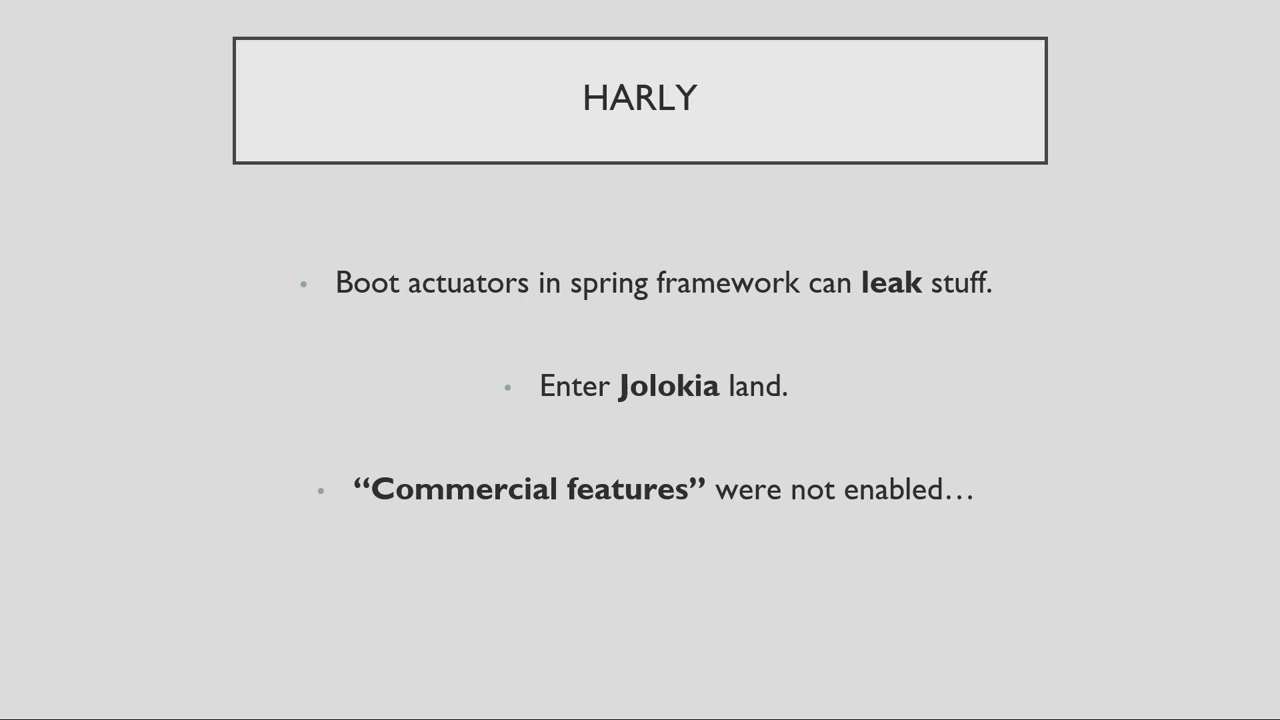 HARLY
• Boot actuators in spring framework can leak stuff.
• Enter Jolokia land.
• “Commercial features” were not enabled…